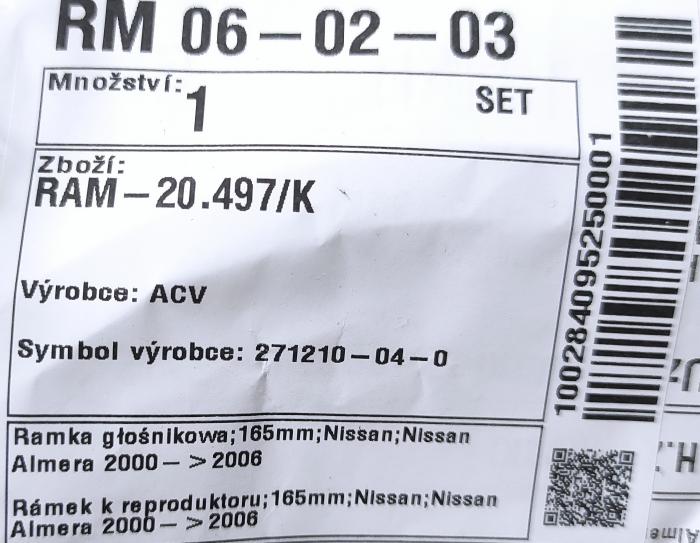 RM 06-02-03
Množství:
1 SET
Zboží:
RAM-20.497/K
Výrobce: ACV
Symbol výrobce: 271210-04-0
Ramka głośnikowa;165mm;Nissan;Nissan
Almera 2000->2006
Rámek k reproduktoru;165mm;Nissan;Nissan
Almera 2000->2006
1002840952500001